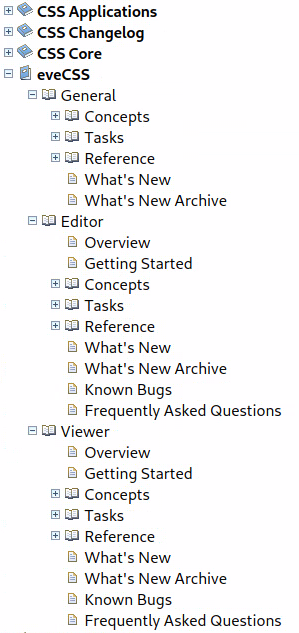 CSS Applications
CSS Changelog
CSS Core
eveCSS
General
Concepts
Tasks
Reference
What's New
What's New Archive
Editor
Overview
Getting Started
Concepts
Tasks
Reference
What's New
What's New Archive
Known Bugs
Frequently Asked Questions
Viewer
Overview
Getting Started
Concepts
Tasks
Reference
What's New
What's New Archive
Known Bugs
Frequently Asked Questions